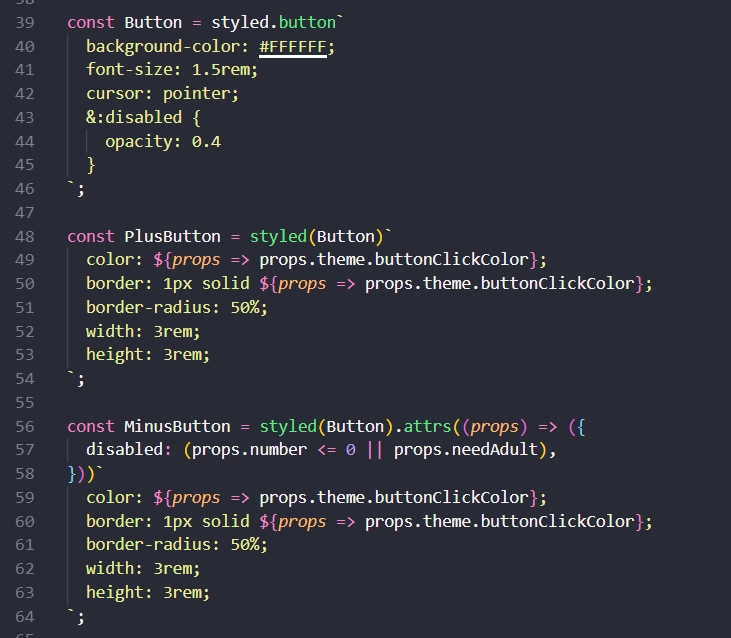 39 const Button = styled.button`
40   background-color: #FFFFFF;
41   font-size: 1.5rem;
42   cursor: pointer;
43   &:disabled {
44     opacity: 0.4
45   }
46 `;
47
48 const PlusButton = styled(Button)`
49   color: ${props => props.theme.buttonClickColor};
50   border: 1px solid ${props => props.theme.buttonClickColor};
51   border-radius: 50%;
52   width: 3rem;
53   height: 3rem;
54 `;
55
56 const MinusButton = styled(Button).attrs((props) => ({
57   disabled: (props.number <= 0 || props.needAdult),
58 }))`
59   color: ${props => props.theme.buttonClickColor};
60   border: 1px solid ${props => props.theme.buttonClickColor};
61   border-radius: 50%;
62   width: 3rem;
63   height: 3rem;
64 `;